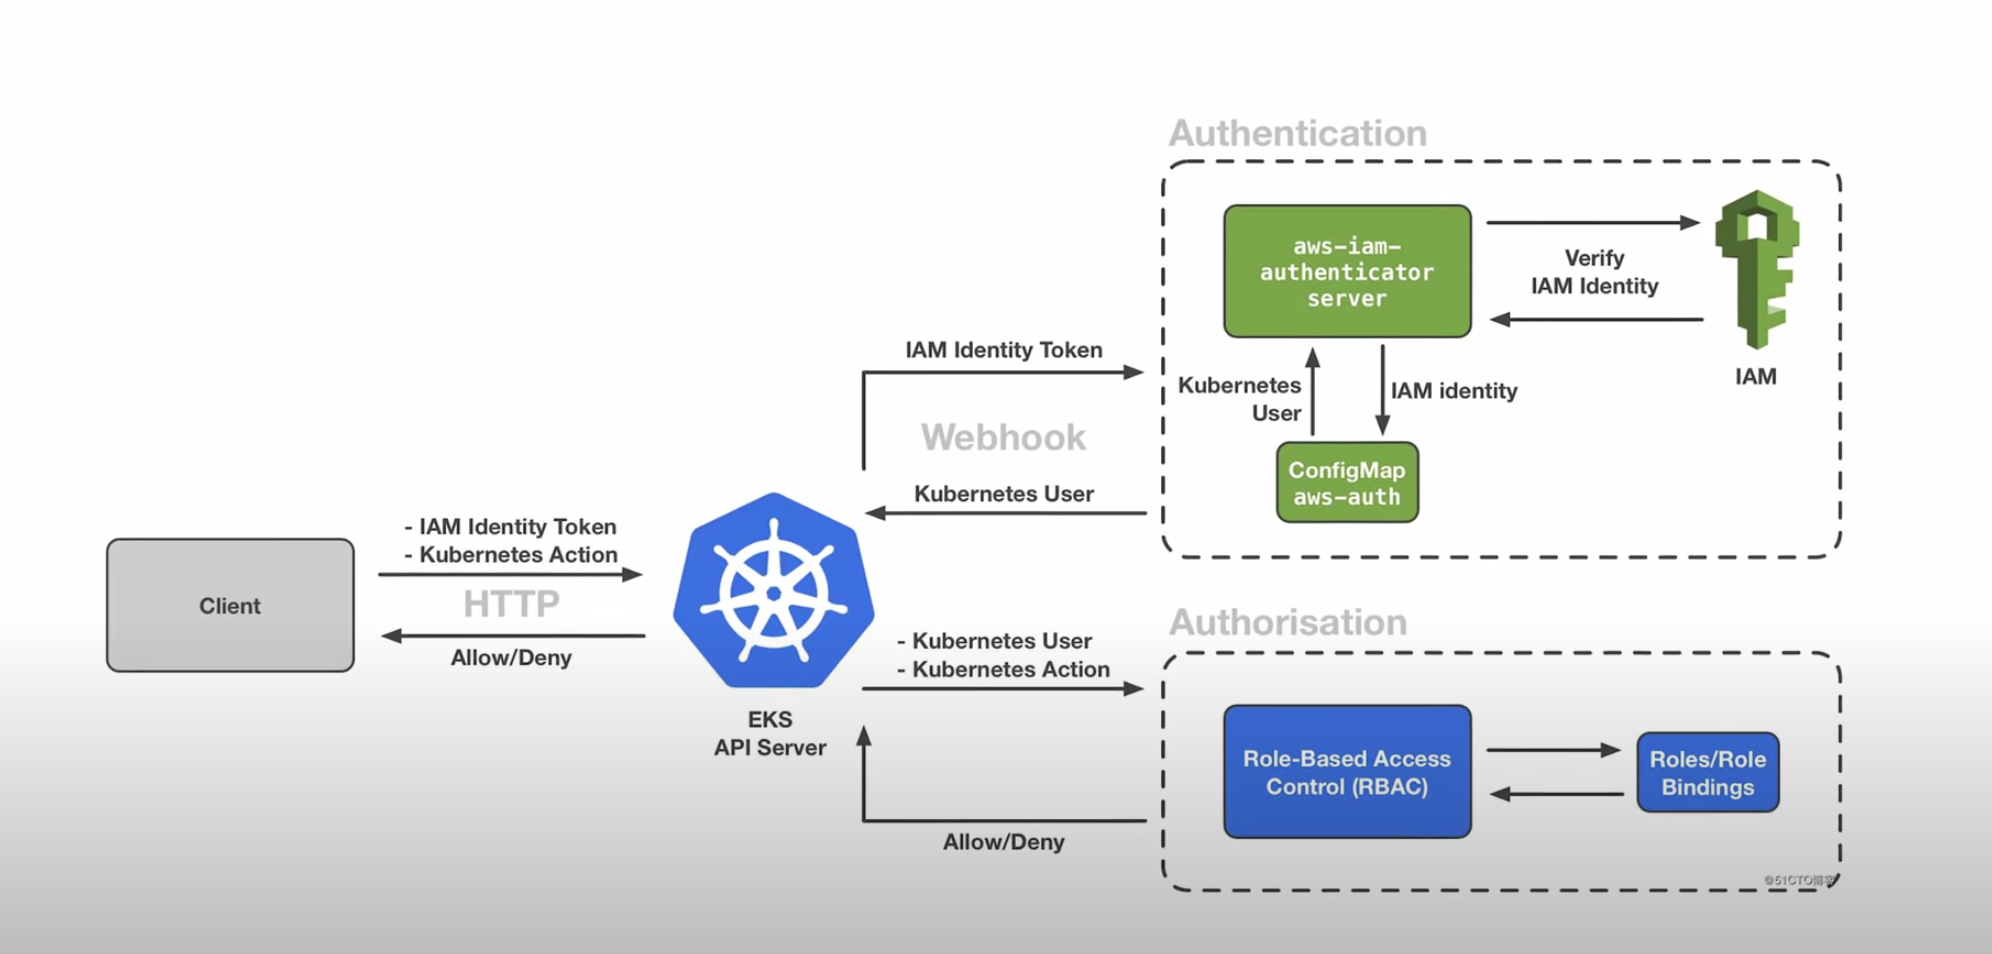 Authentication
aws-iam-
authenticator
server
Verify
IAM Identity
IAM
Kubernetes
User
IAM identity
ConfigMap
aws-auth
IAM Identity Token
Webhook
Kubernetes User
- IAM Identity Token
- Kubernetes Action
HTTP
Allow/Deny
Client
EKS
API Server
- Kubernetes User
- Kubernetes Action
Allow/Deny
Authorisation
Role-Based Access
Control (RBAC)
Roles/Role
Bindings
@51CTO博客